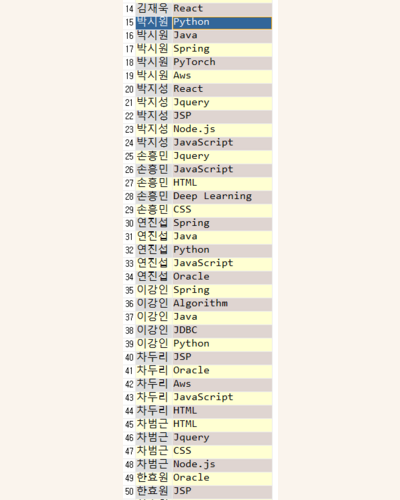 14 김재욱 React
15 박시원 Python
16 박시원 Java
17 박시원 Spring
18 박시원 PyTorch
19 박시원 Aws
20 박지성 React
21 박지성 Jquery
22 박지성 JSP
23 박지성 Node.js
24 박지성 JavaScript
25 손흥민 Jquery
26 손흥민 JavaScript
27 손흥민 HTML
28 손흥민 Deep Learning
29 손흥민 CSS
30 연진섭 Spring
31 연진섭 Java
32 연진섭 Python
33 연진섭 JavaScript
34 연진섭 Oracle
35 이강인 Spring
36 이강인 Algorithm
37 이강인 Java
38 이강인 JDBC
39 이강인 Python
40 차두리 JSP
41 차두리 Oracle
42 차두리 Aws
43 차두리 JavaScript
44 차두리 HTML
45 차범근 HTML
46 차범근 Jquery
47 차범근 CSS
48 차범근 Node.js
49 한효원 Oracle
50 한효원 JSP